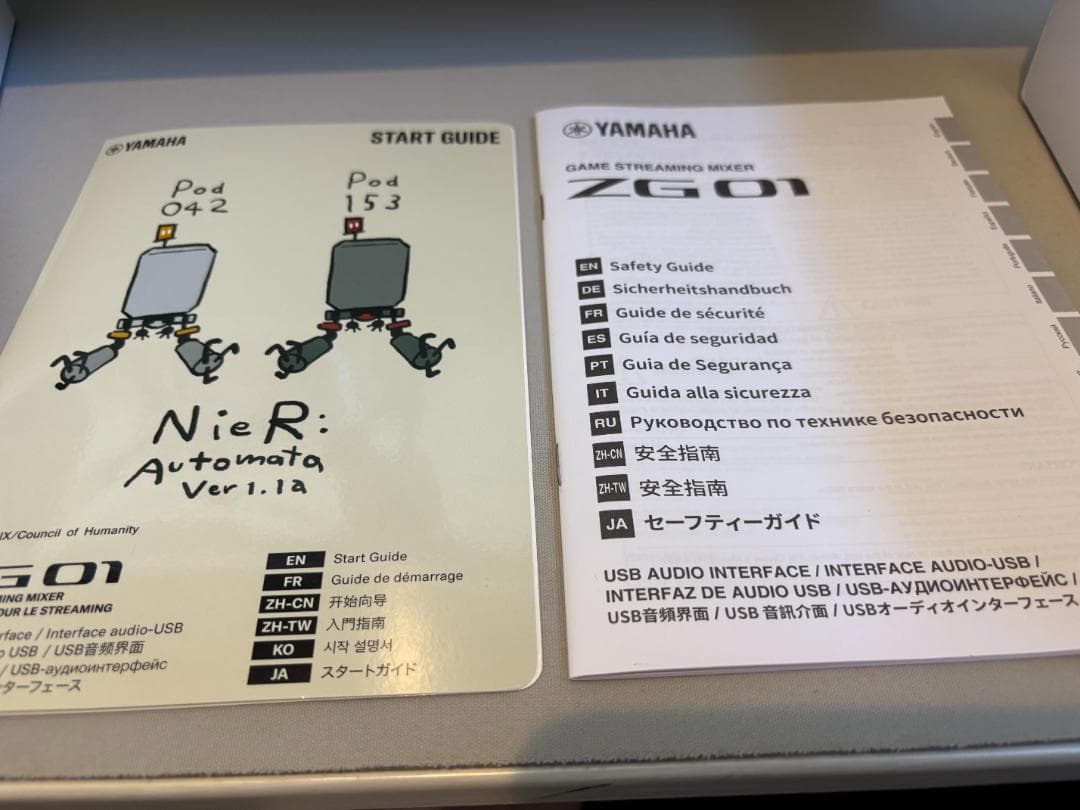 YAMAHA
START GUIDE
Pod
042
Pod
153
NieR:
Automata
Ver1.1a
IX/Council of Humanity
G01
MING MIXER
POUR LE STREAMING
rface / Interface audio-USB
USB / USB音频界面
/ USB-аудиоинтерфейс
ターフェース
EN Start Guide
FR Guide de démarrage
ZH-CN 开始向导
ZH-TW 入門指南
KO 시작 설명서
JA スタートガイド
YAMAHA
GAME STREAMING MIXER
ZG01
EN Safety Guide
DE Sicherheitshandbuch
FR Guide de sécurité
ES Guía de seguridad
PT Guia de Segurança
IT Guida alla sicurezza
RU Руководство по технике безопасности
ZH-CN 安全指南
ZH-TW 安全指南
JA セーフティーガイド
USB AUDIO INTERFACE / INTERFACE AUDIO-USB /
INTERFAZ DE AUDIO USB / USB-АУДИОИНТЕРФЕЙС /
USB音頻界面 / USB 音訊介面 / USBオーディオインターフェース
Español
Português
Italiano
Русский